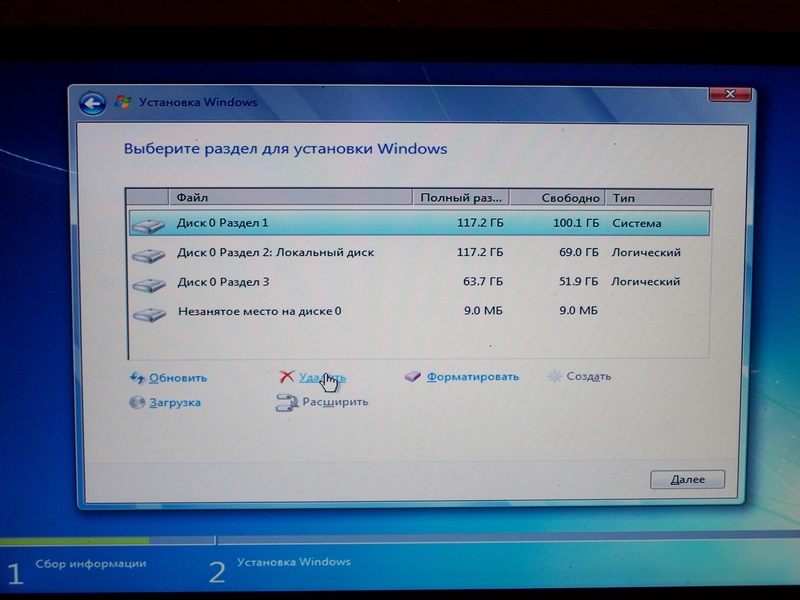 Установка Windows
Выберите раздел для установки Windows
Файл Полный раз... Свободно Тип
Диск 0 Раздел 1 117.2 ГБ 100.1 ГБ Система
Диск 0 Раздел 2: Локальный диск 117.2 ГБ 69.0 ГБ Логический
Диск 0 Раздел 3 63.7 ГБ 51.9 ГБ Логический
Незанятое место на диске 0 9.0 МБ 9.0 МБ
Обновить Удалить Форматировать Создать
Загрузка Расширить
Далее
1 Сбор информации 2 Установка Windows